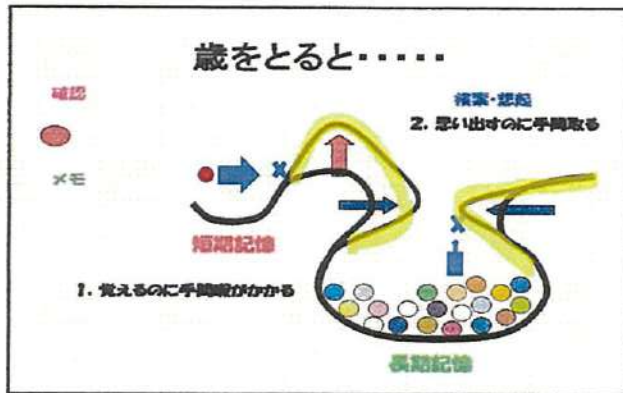 歳をとると・・・・・
確認
検索・想起
2. 思い出すのに手間取る
メモ
短期記憶
1. 覚えるのに手間暇がかかる
長期記憶